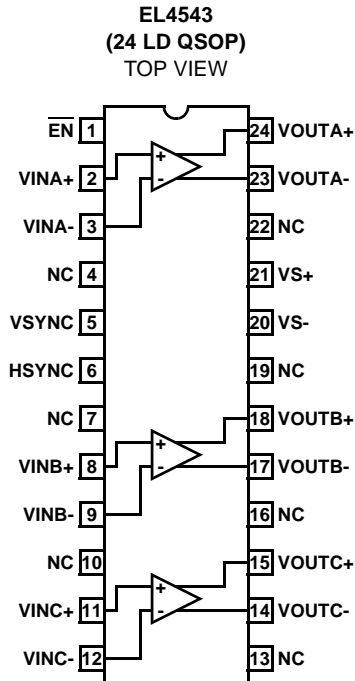 EL4543
(24 LD QSOP)
TOP VIEW
EN 1 24 VOUTA+
VINA+ 2 + 23 VOUTA-
VINA- 3 - 22 NC
NC 4 21 VS+
VSYNC 5 20 VS-
HSYNC 6 19 NC
NC 7 18 VOUTB+
VINB+ 8 + 17 VOUTB-
VINB- 9 - 16 NC
NC 10 15 VOUTC+
VINC+ 11 + 14 VOUTC-
VINC- 12 - 13 NC